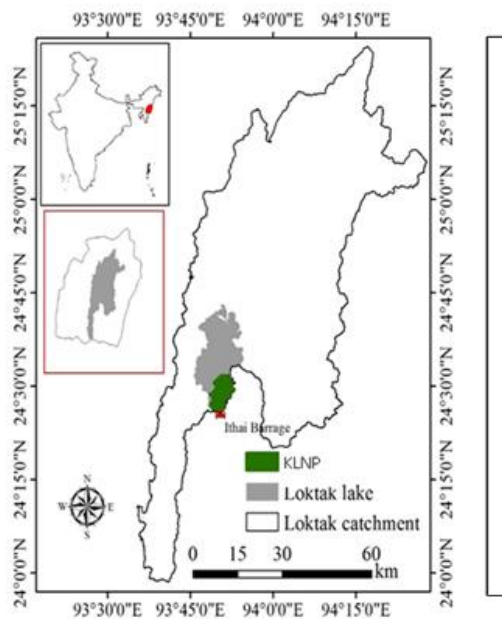 93°30'0"E 93°45'0"E 94°0'0"E 94°15'0"E
25°15'0"N
25°0'0"N
24°45'0"N
24°30'0"N
24°15'0"N
24°0'0"N
25°15'0"N
25°0'0"N
24°45'0"N
24°30'0"N
24°15'0"N
24°0'0"N
Ithai Barrage
KLNP
Loktak lake
Loktak catchment
N
W E
S
0 15 30 60
km
93°30'0"E 93°45'0"E 94°0'0"E 94°15'0"E